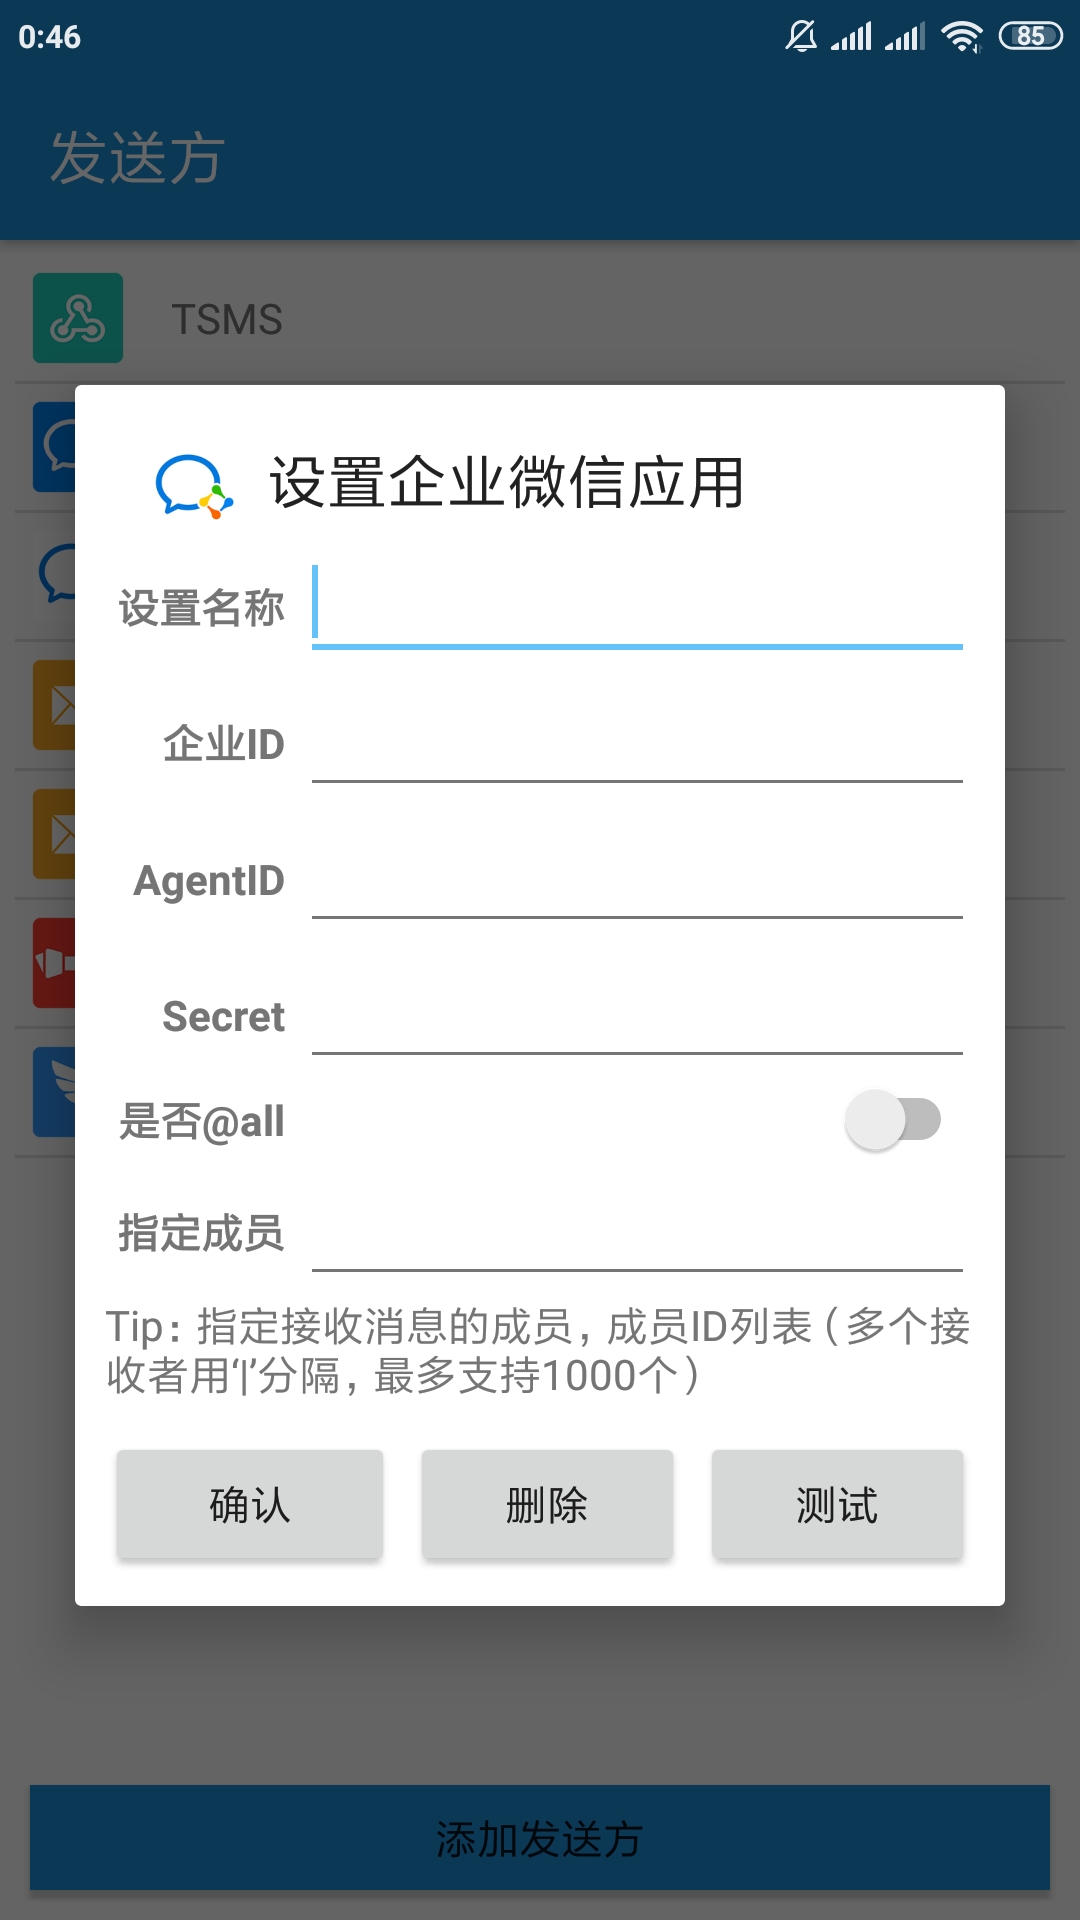 0:46
85
发送方
TSMS
设置企业微信应用
设置名称
企业ID
AgentID
Secret
是否@all
指定成员
Tip：指定接收消息的成员，成员ID列表（多个接
收者用‘|’分隔，最多支持1000个）
确认
删除
测试
添加发送方